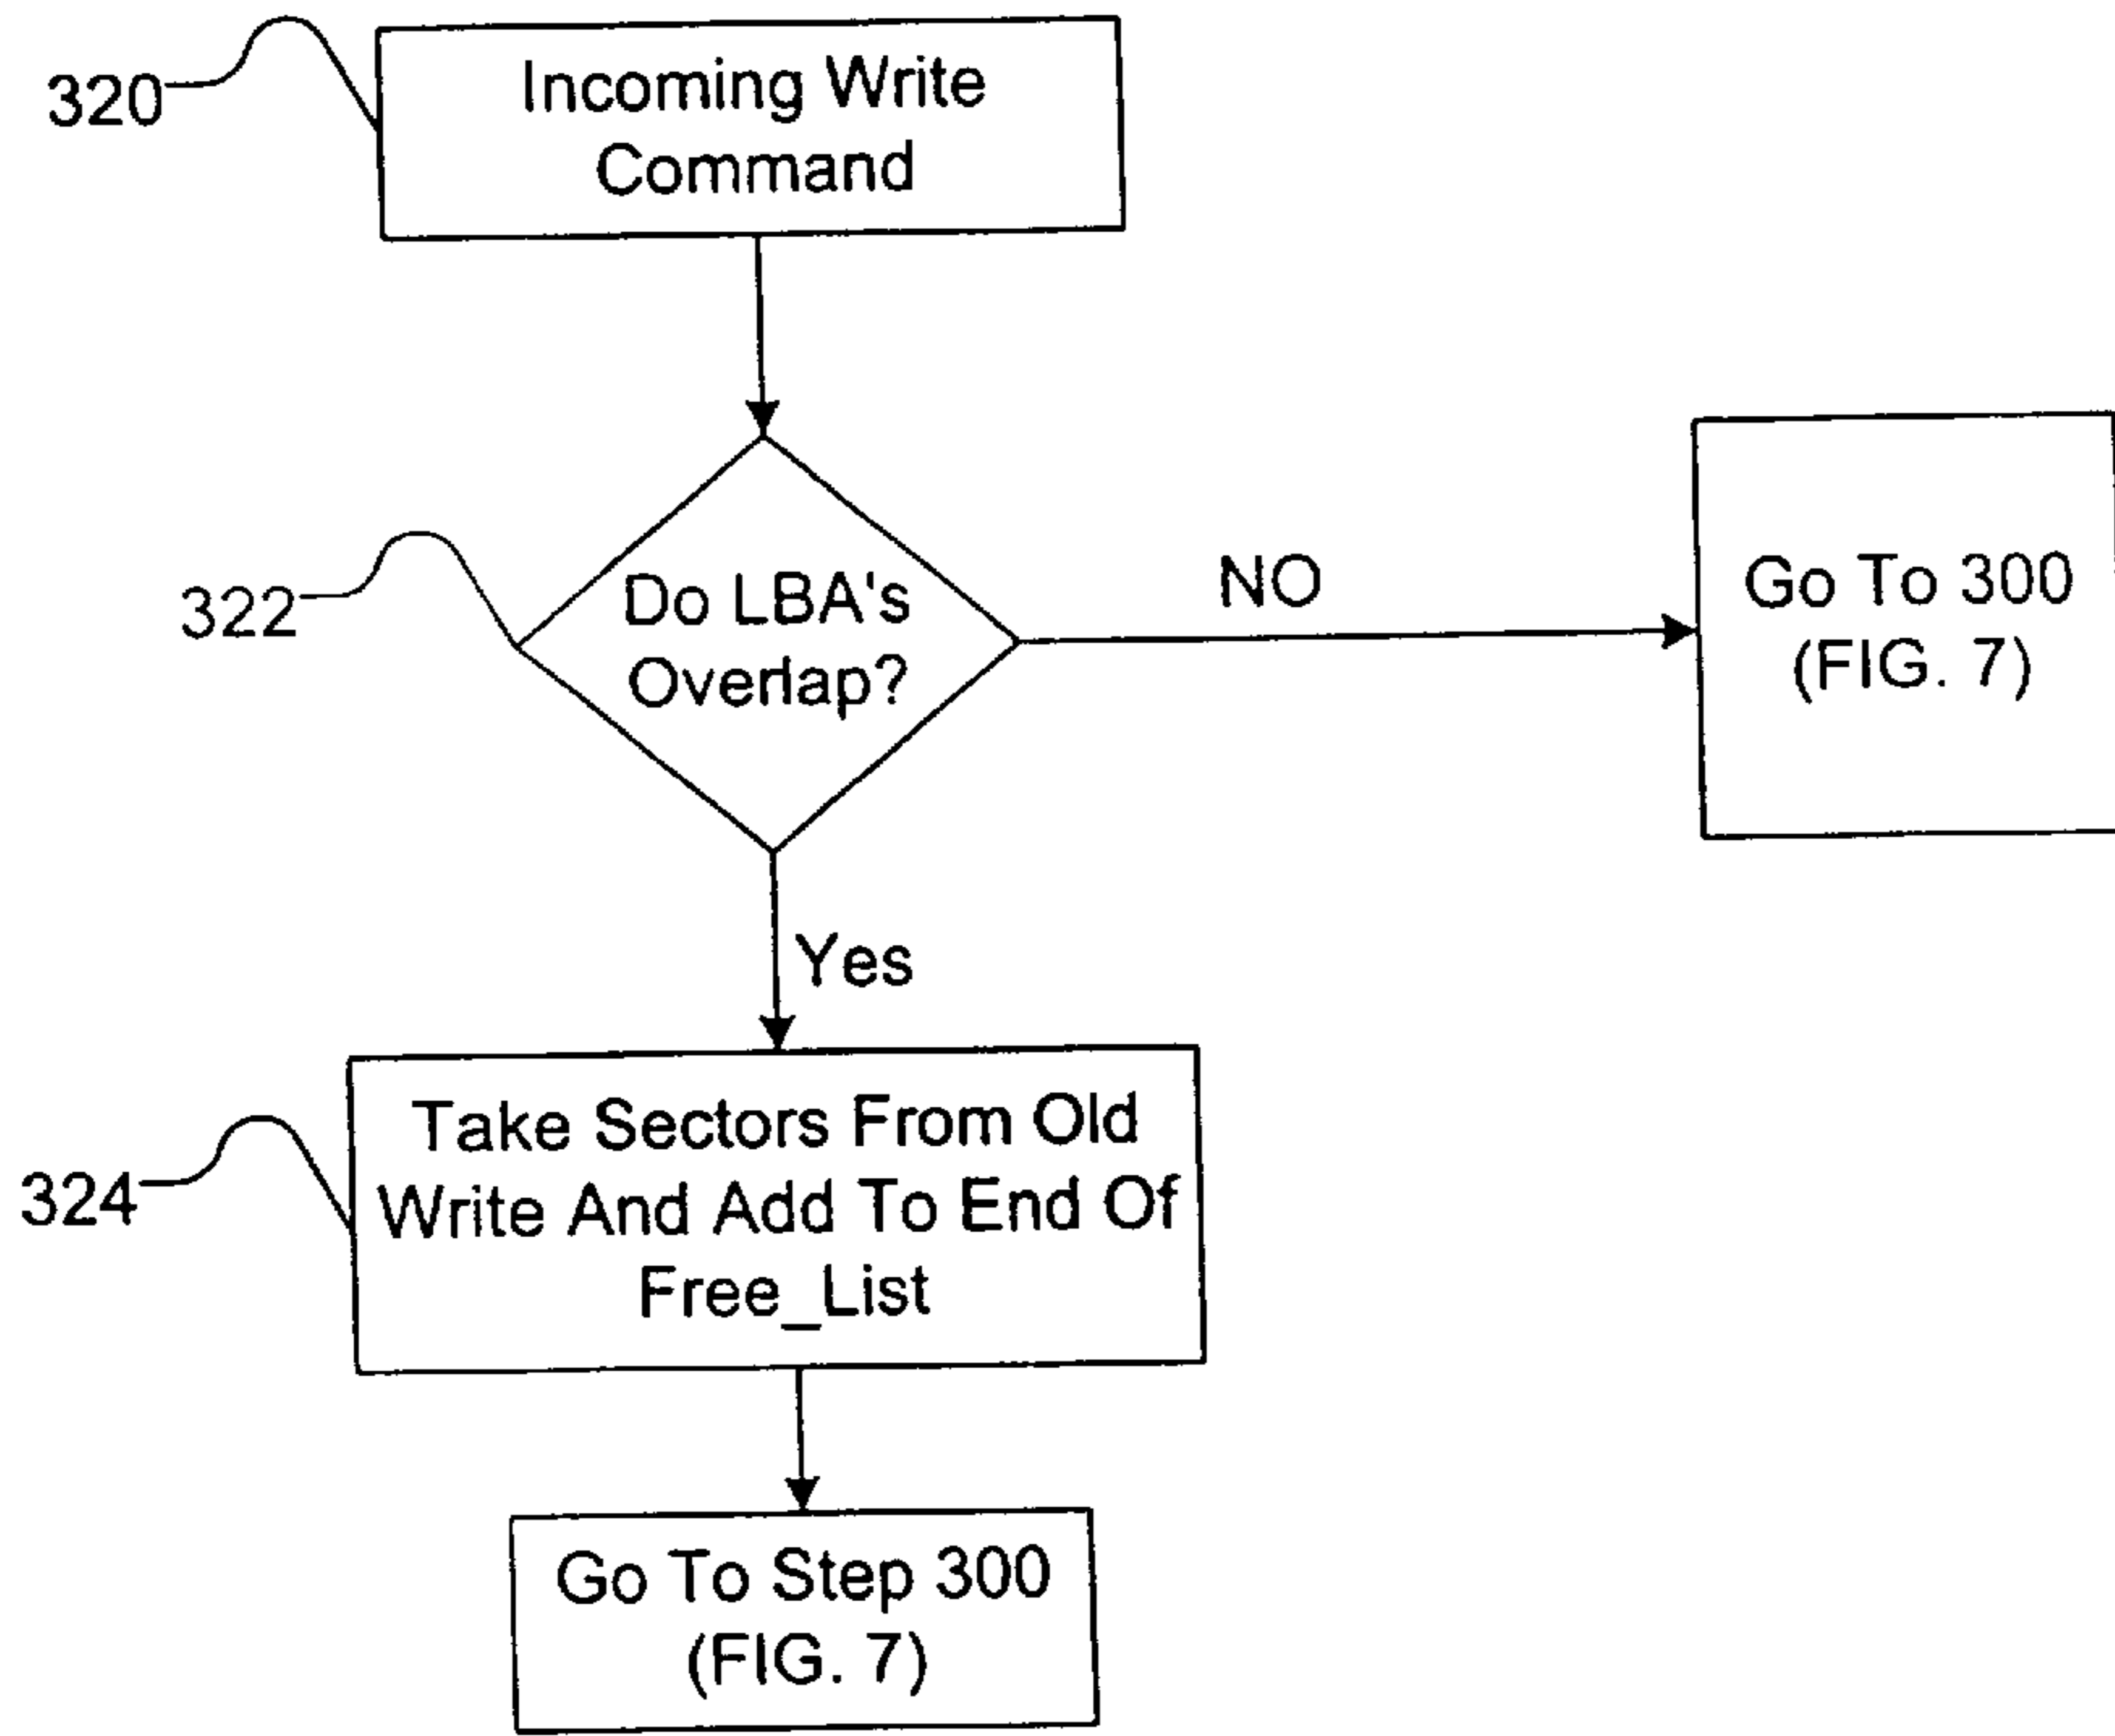 320
Incoming Write
Command
322
Do LBA's
Overlap?
NO
Go To 300
(FIG. 7)
Yes
324
Take Sectors From Old
Write And Add To End Of
Free_List
Go To Step 300
(FIG. 7)